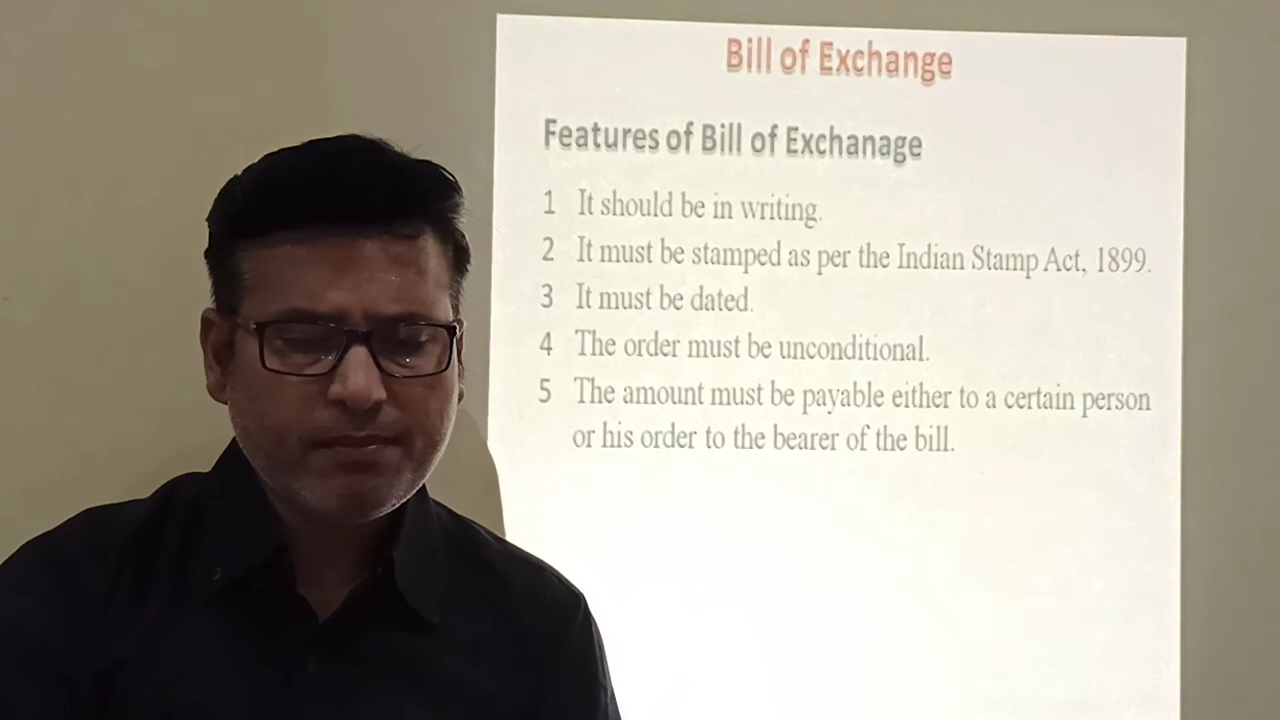 Bill of Exchange
Features of Bill of Exchanage
1 It should be in writing.
2 It must be stamped as per the Indian Stamp Act, 1899.
3 It must be dated.
4 The order must be unconditional.
5 The amount must be payable either to a certain person
or his order to the bearer of the bill.